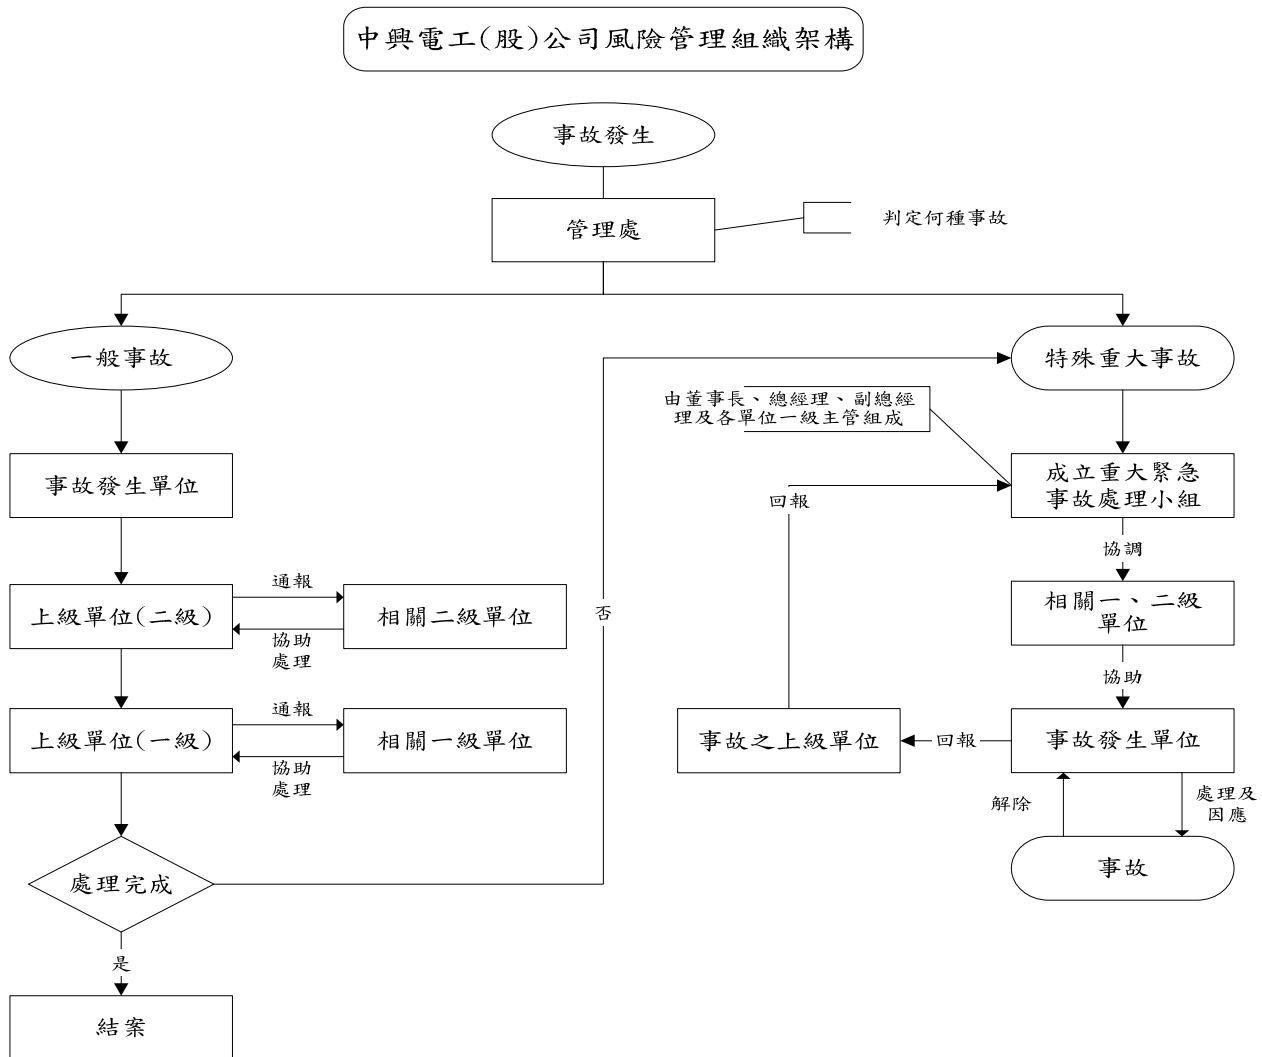 中興電工(股)公司風險管理組織架構
事故發生
管理處
判定何種事故
一般事故
特殊重大事故
由董事長、總經理、副總經
理及各單位一級主管組成
事故發生單位
成立重大緊急
事故處理小組
回報
協調
通報
上級單位(二級)
相關二級單位
協助
處理
否
相關一、二級
單位
協助
通報
上級單位(一級)
相關一級單位
協助
處理
事故之上級單位
回報
事故發生單位
解除
處理及
因應
處理完成
事故
是
結案